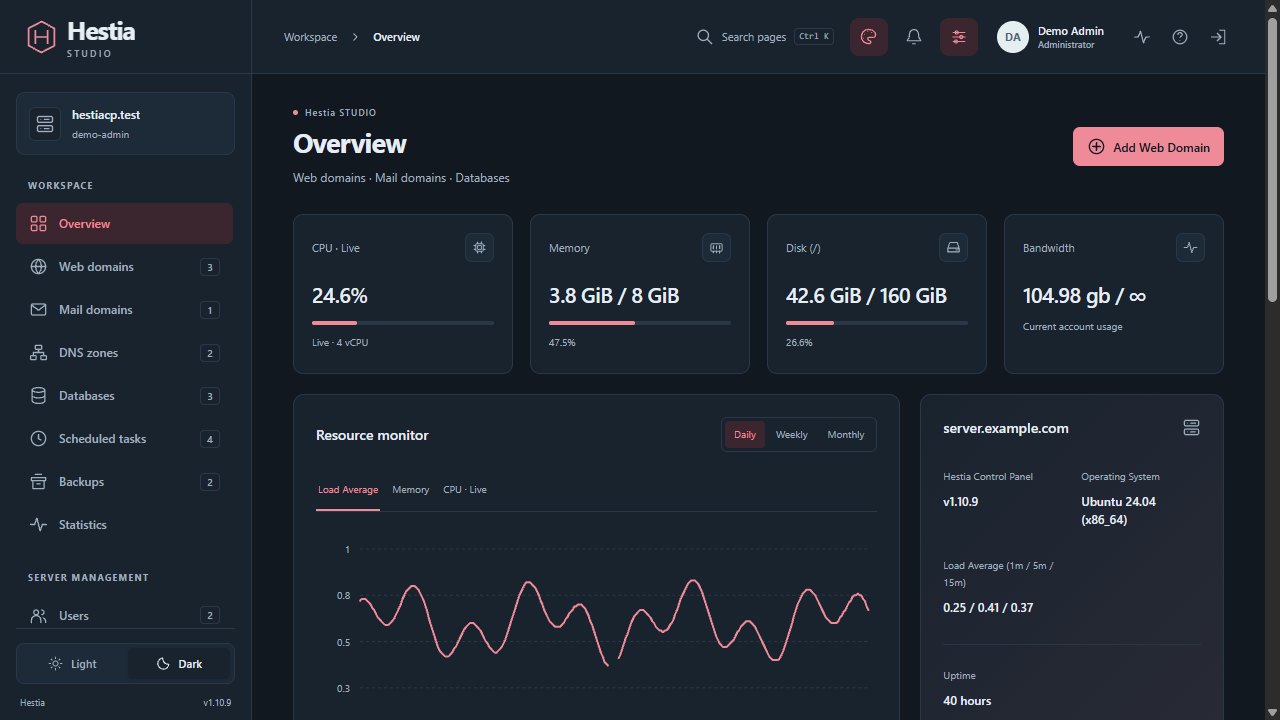 Hestia
STUDIO
hestiacp.test
demo-admin
WORKSPACE
Overview
Web domains 3
Mail domains 1
DNS zones 2
Databases 3
Scheduled tasks 4
Backups 2
Statistics
SERVER MANAGEMENT
Users 2
Light Dark
Hestia v1.10.9
Workspace > Overview
Search pages Ctrl K
DA
Demo Admin
Administrator
Hestia STUDIO
Overview
Web domains · Mail domains · Databases
Add Web Domain
CPU · Live
24.6%
Live · 4 vCPU
Memory
3.8 GiB / 8 GiB
47.5%
Disk (/)
42.6 GiB / 160 GiB
26.6%
Bandwidth
104.98 gb / ∞
Current account usage
Resource monitor
Daily Weekly Monthly
Load Average Memory CPU · Live
1
0.8
0.5
0.3
server.example.com
Hestia Control Panel
v1.10.9
Operating System
Ubuntu 24.04
(x86_64)
Load Average (1m / 5m /
15m)
0.25 / 0.41 / 0.37
Uptime
40 hours